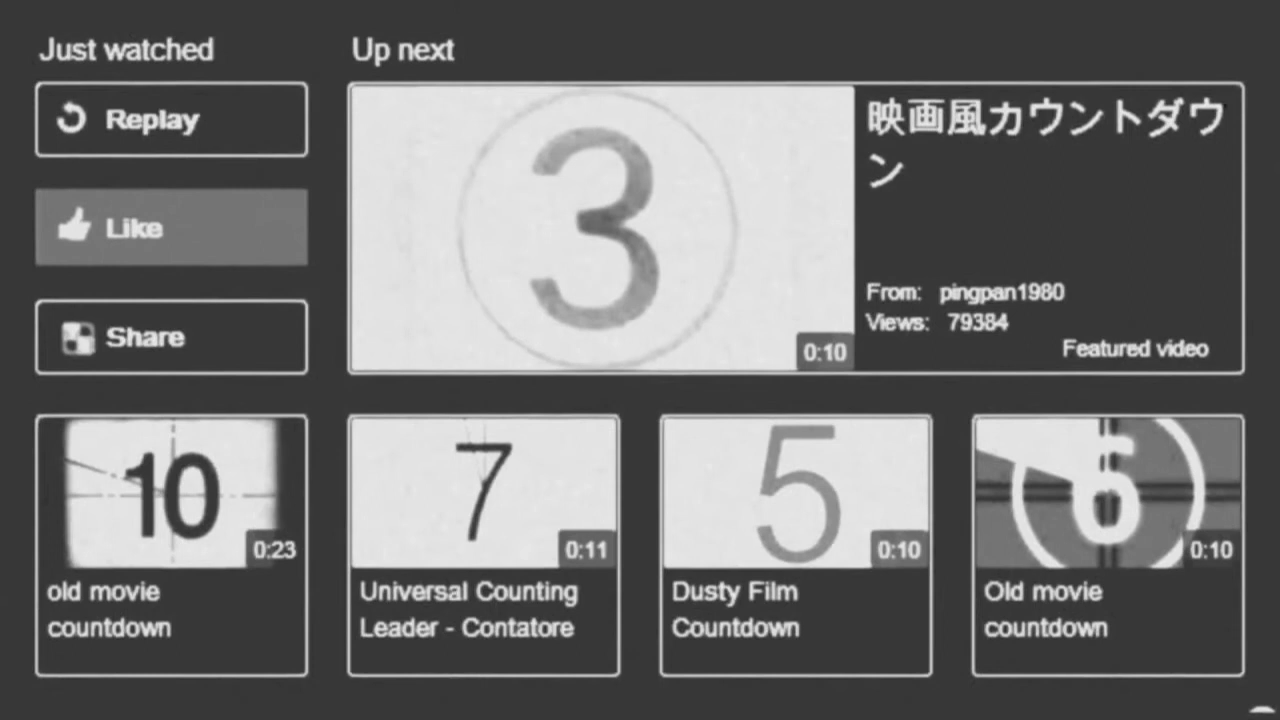 Just watched
Up next
Replay
Like
Share
3
0:10
映画風カウントダウ
ン
From: pingpan1980
Views: 79384
Featured video
10
0:23
old movie
countdown
7
0:11
Universal Counting
Leader - Contatore
5
0:10
Dusty Film
Countdown
6
0:10
Old movie
countdown